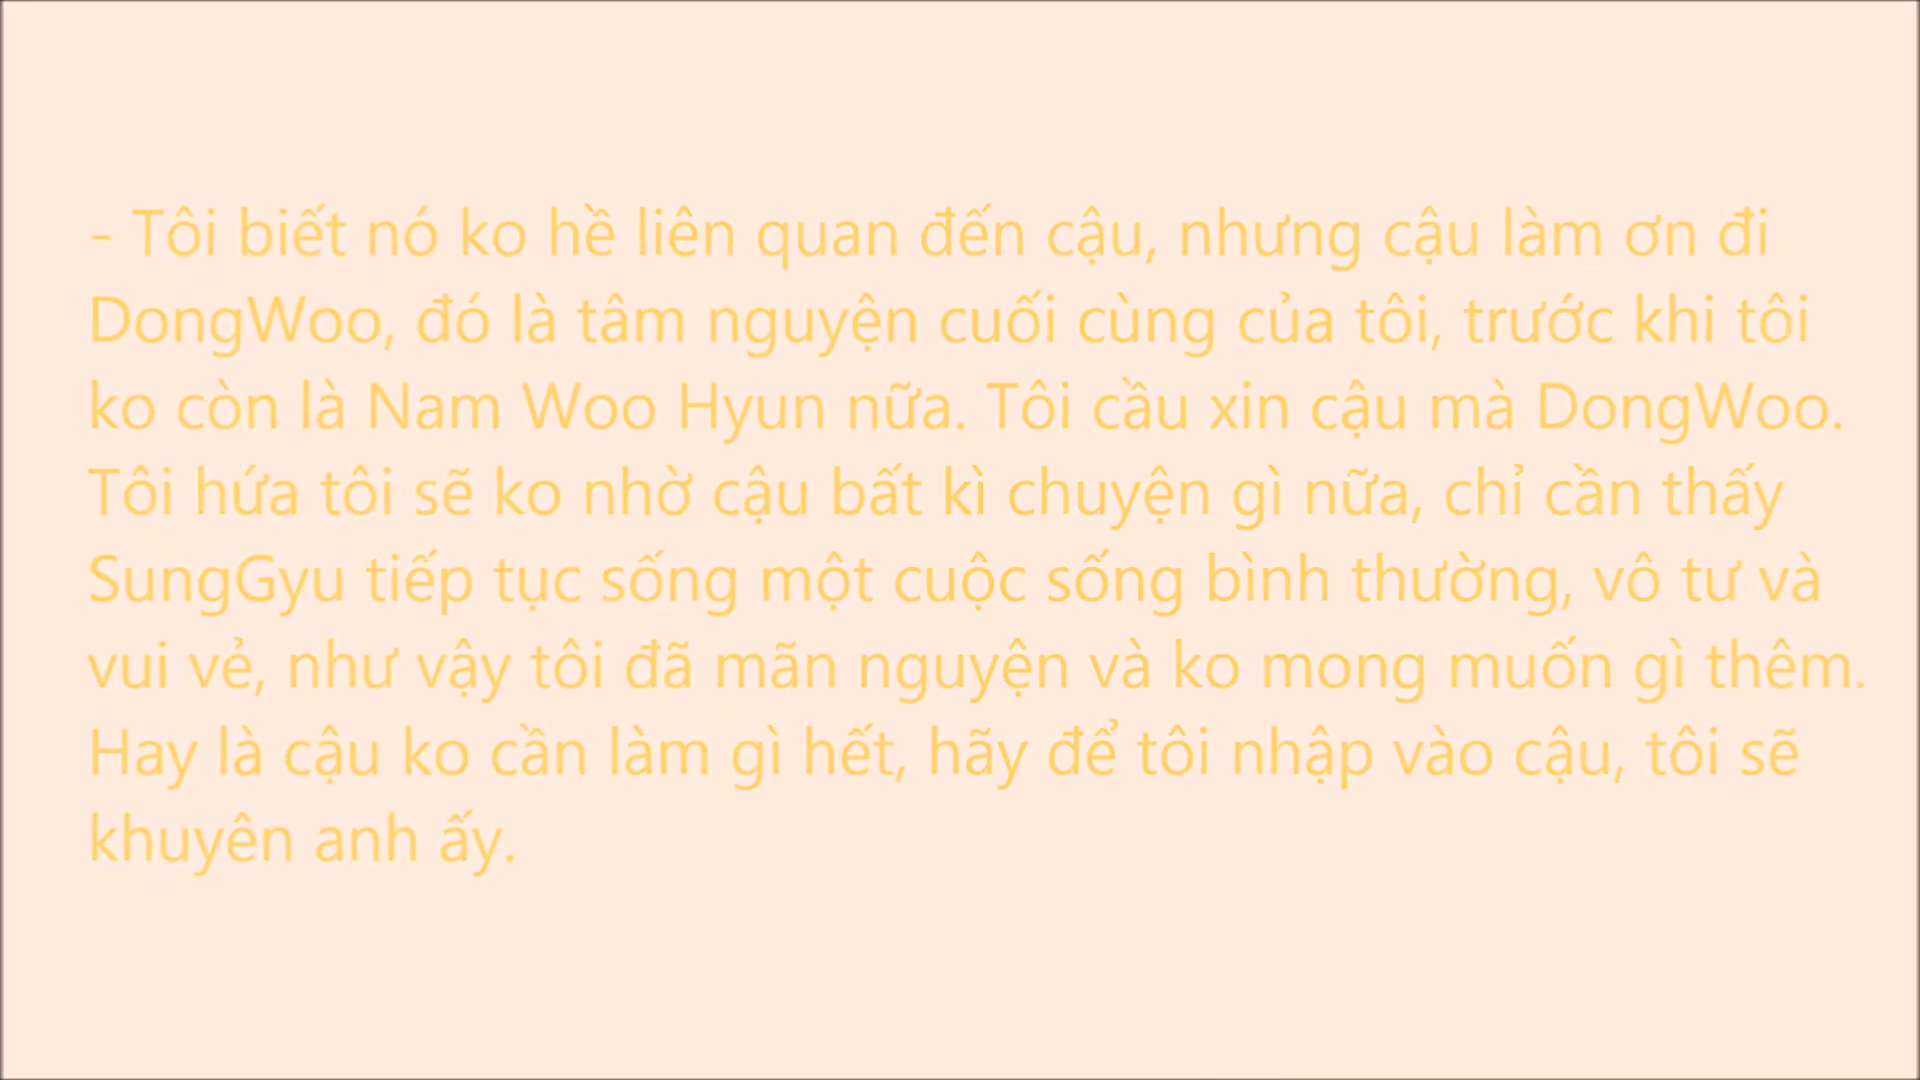 - Tôi biết nó ko hề liên quan đến cậu, nhưng cậu làm ơn đi
DongWoo, đó là tâm nguyện cuối cùng của tôi, trước khi tôi
ko còn là Nam Woo Hyun nữa. Tôi cầu xin cậu mà DongWoo.
Tôi hứa tôi sẽ ko nhờ cậu bất kì chuyện gì nữa, chỉ cần thấy
SungGyu tiếp tục sống một cuộc sống bình thường, vô tư và
vui vẻ, như vậy tôi đã mãn nguyện và ko mong muốn gì thêm.
Hay là cậu ko cần làm gì hết, hãy để tôi nhập vào cậu, tôi sẽ
khuyên anh ấy.